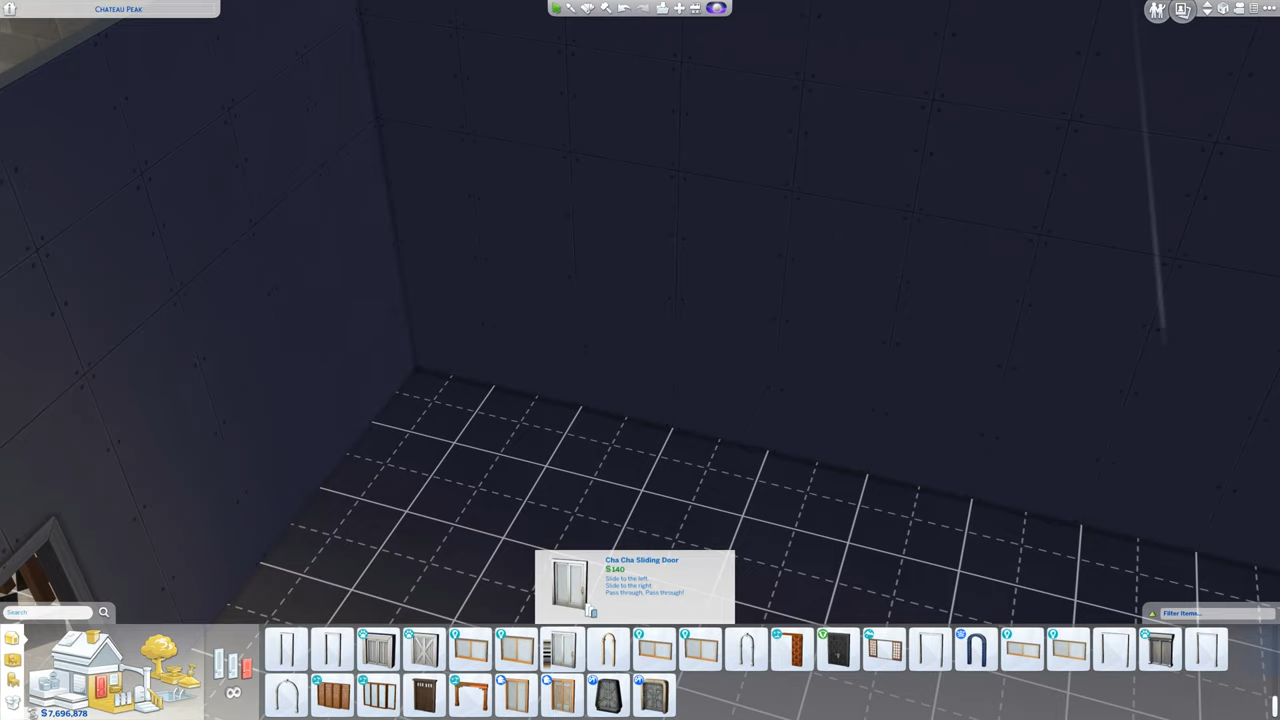 CHATEAU PEAK
Cha Cha Sliding Door
$140
Slide to the left.
Slide to the right.
Pass through, Pass through!
Search
Filter Items...
$7,696,878